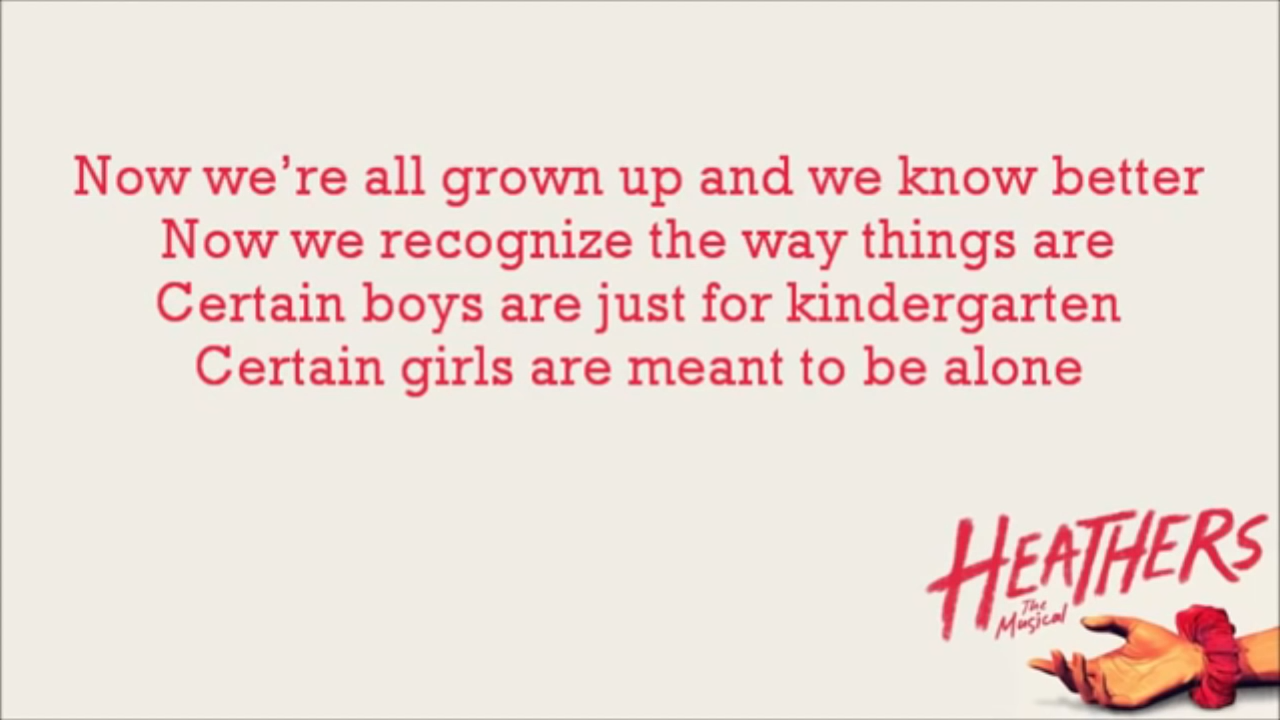 Now we’re all grown up and we know better
Now we recognize the way things are
Certain boys are just for kindergarten
Certain girls are meant to be alone
HEATHERS
The
Musical